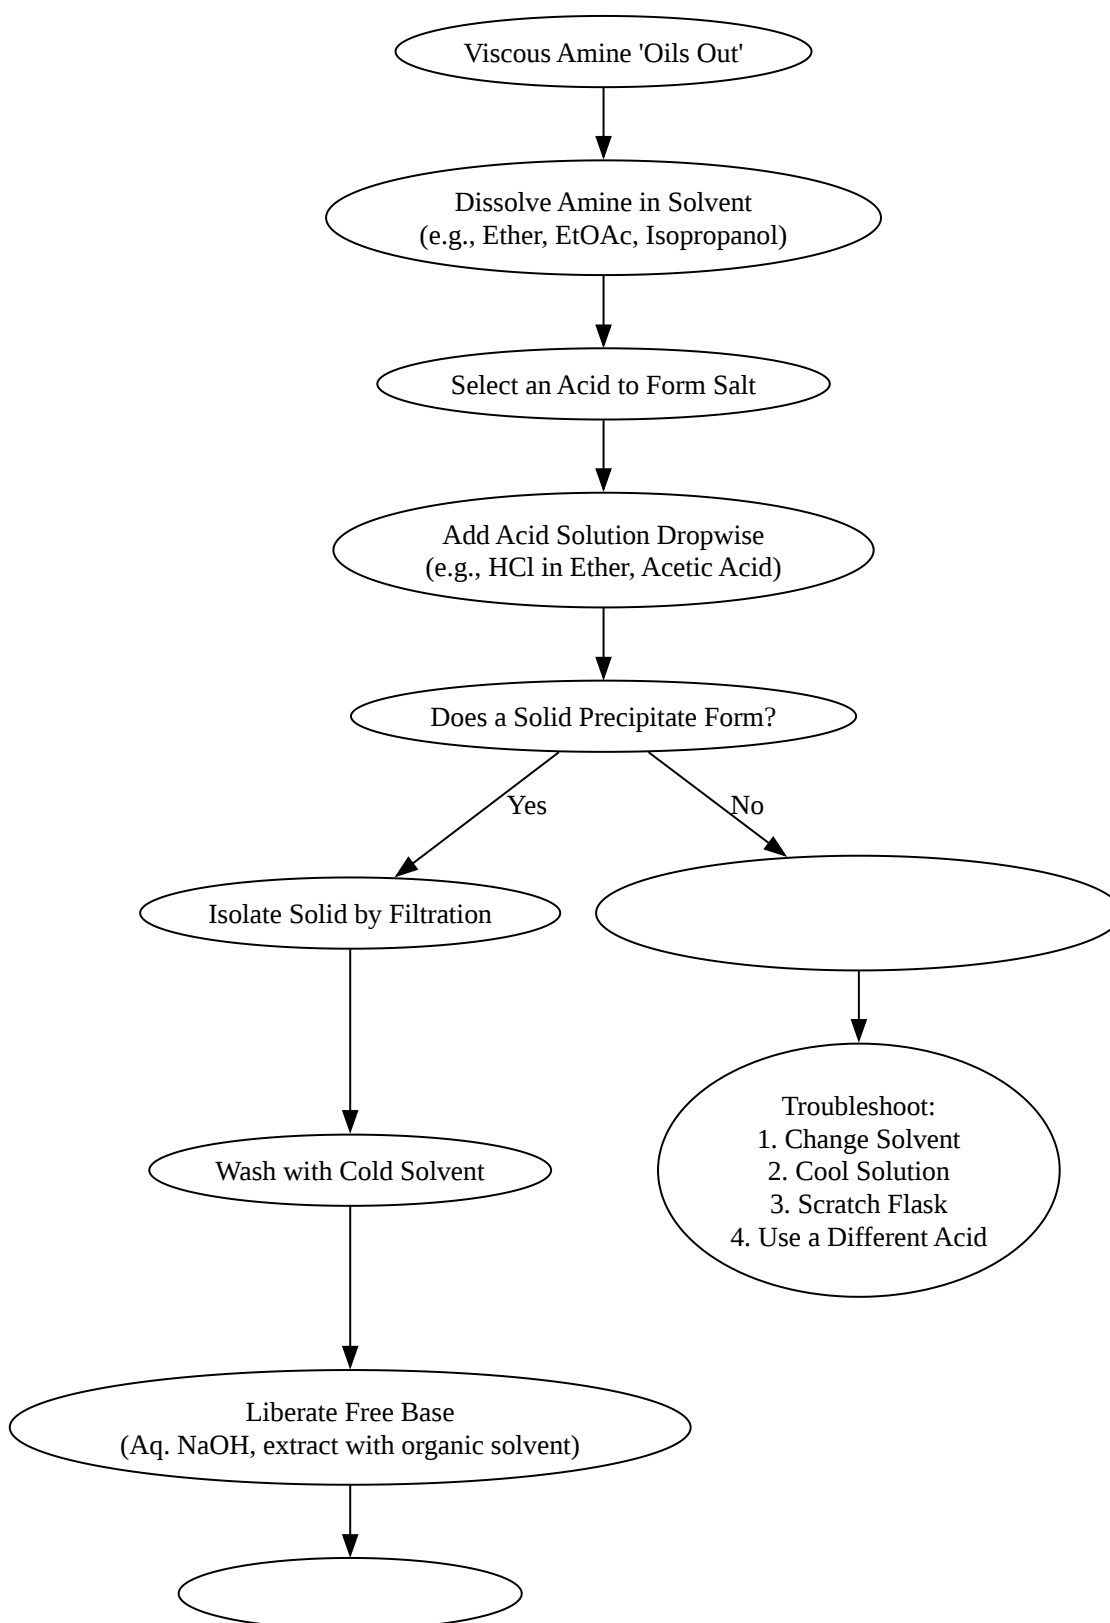 Viscous Amine 'Oils Out'
Dissolve Amine in Solvent
(e.g., Ether, EtOAc, Isopropanol)
Select an Acid to Form Salt
Add Acid Solution Dropwise
(e.g., HCl in Ether, Acetic Acid)
Does a Solid Precipitate Form?
Yes
No
Isolate Solid by Filtration
Troubleshoot:
1. Change Solvent
2. Cool Solution
3. Scratch Flask
4. Use a Different Acid
Wash with Cold Solvent
Liberate Free Base
(Aq. NaOH, extract with organic solvent)